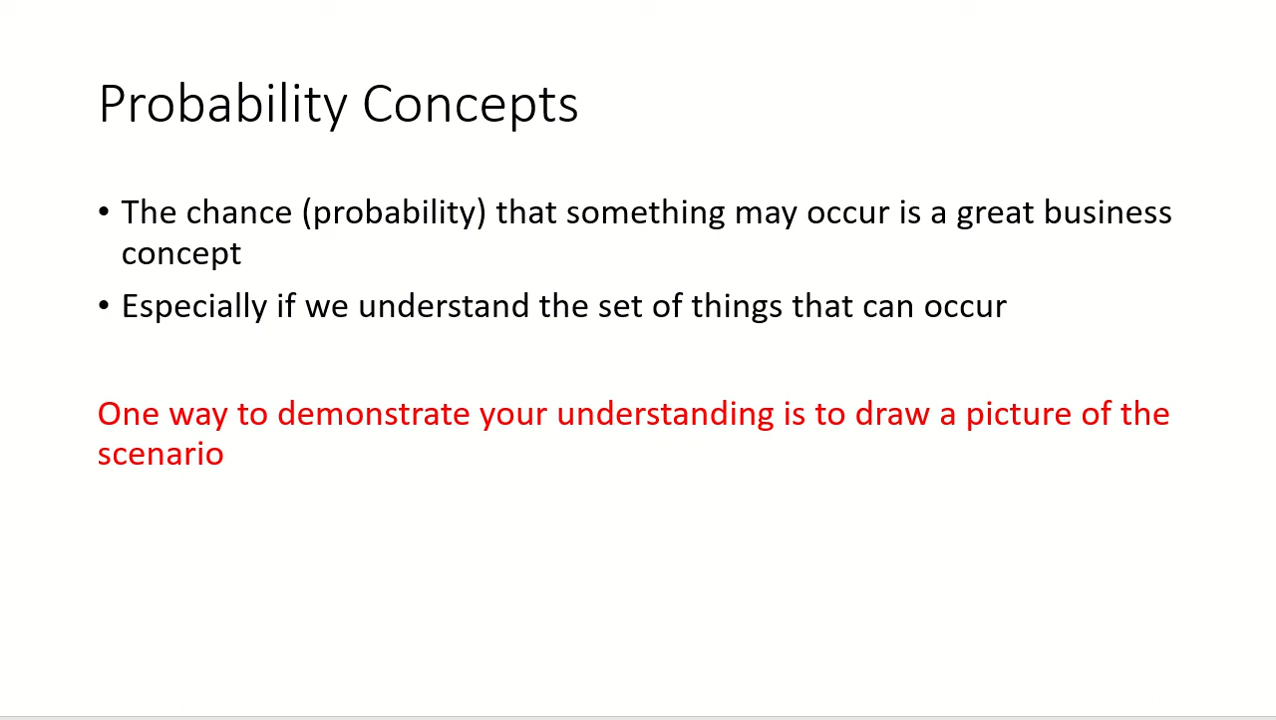 Probability Concepts
• The chance (probability) that something may occur is a great business
concept
• Especially if we understand the set of things that can occur
One way to demonstrate your understanding is to draw a picture of the
scenario